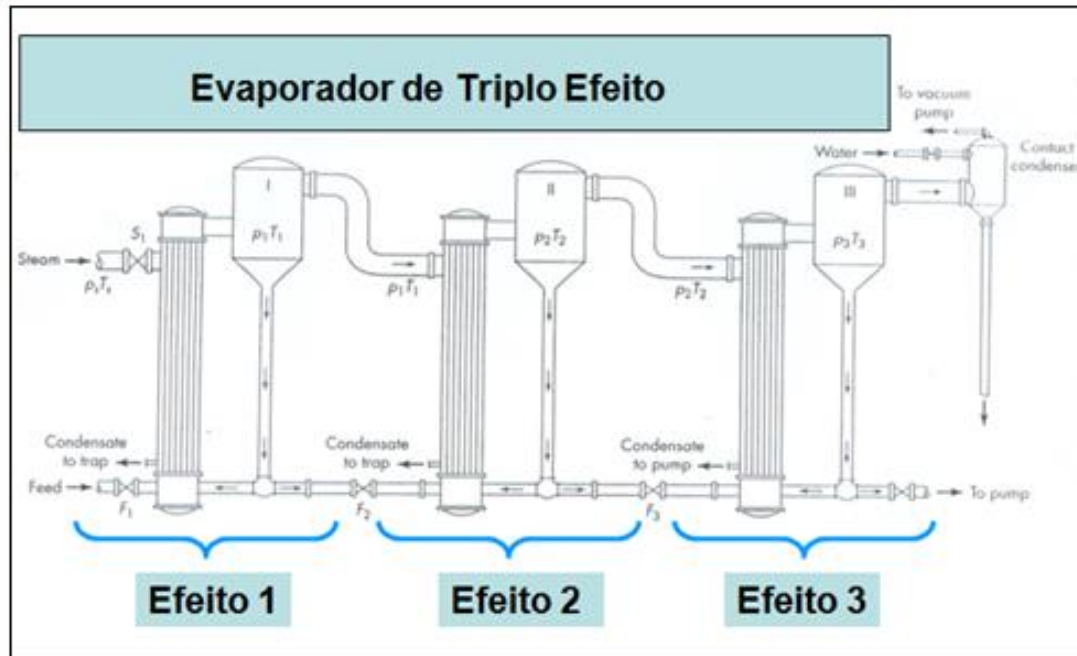 Evaporador de Triplo Efeito
To vacuum
pump
Water
Contact
condenser
I
II
III
p₁T₁
p₂T₂
p₃T₃
S₁
Steam
pₛTₛ
p₁T₁
p₂T₂
Condensate
to trap
Condensate
to trap
Condensate
to pump
Feed
To pump
F₁
F₂
F₃
Efeito 1
Efeito 2
Efeito 3